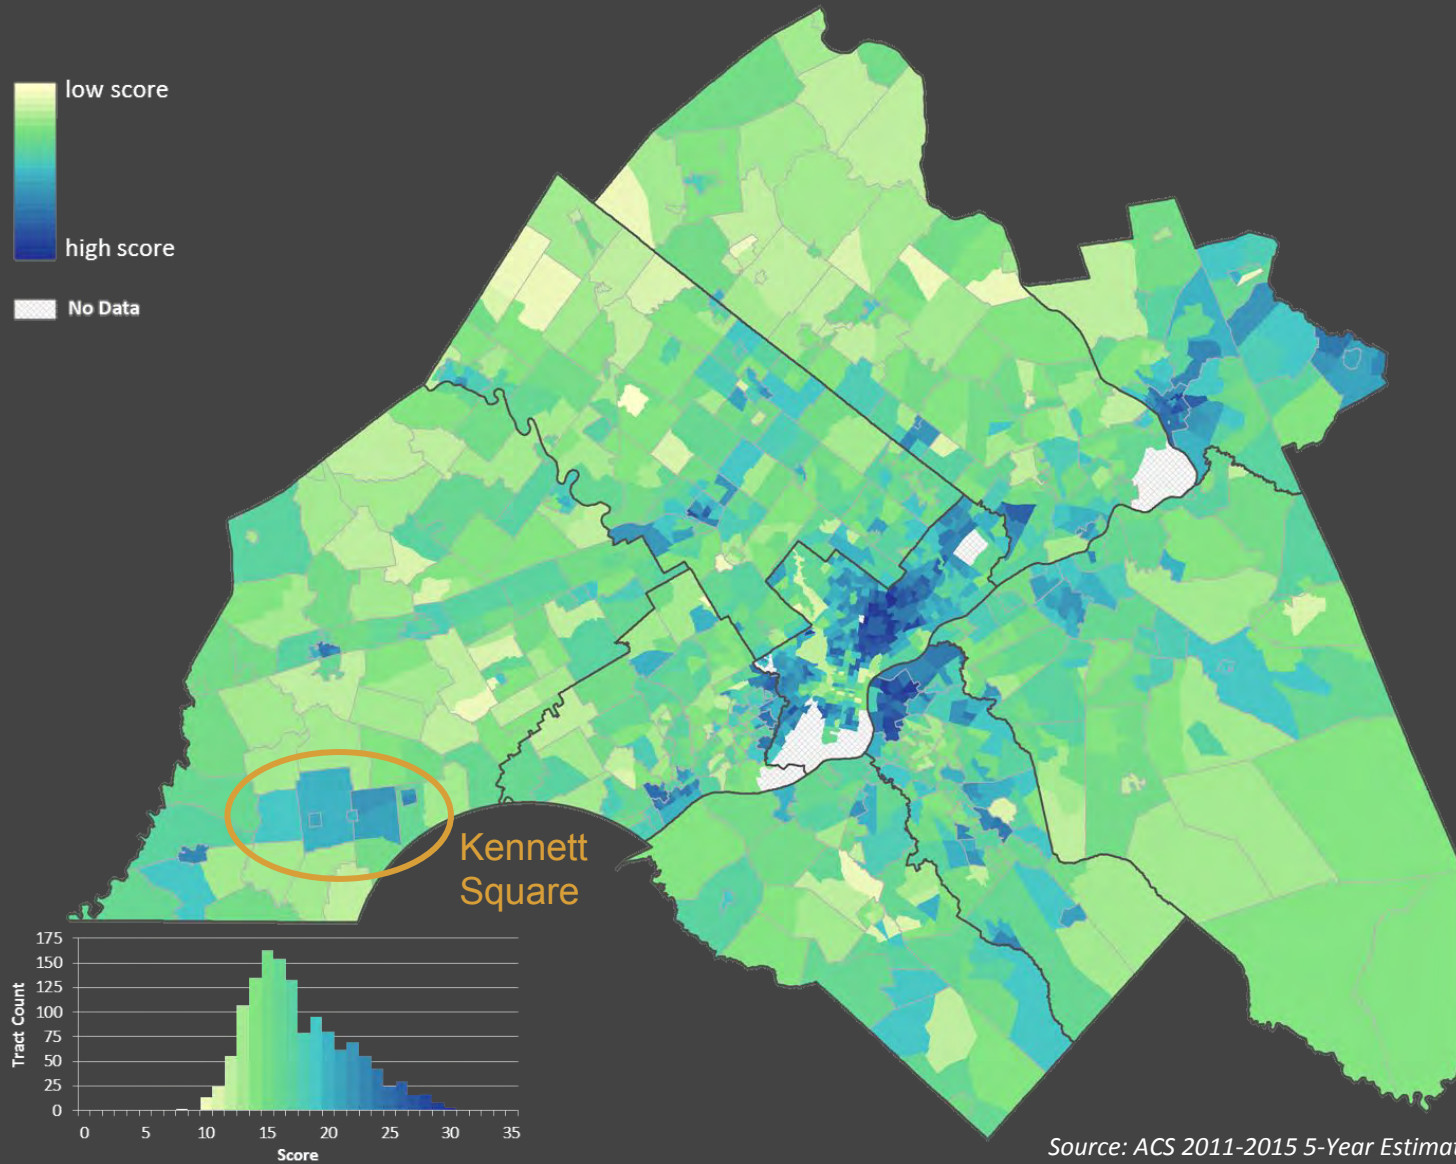 low score
high score
No Data
Kennett
Square
175
150
125
100
75
50
25
0
Tract Count
0 5 10 15 20 25 30 35
Score
Source: ACS 2011-2015 5-Year Estimat